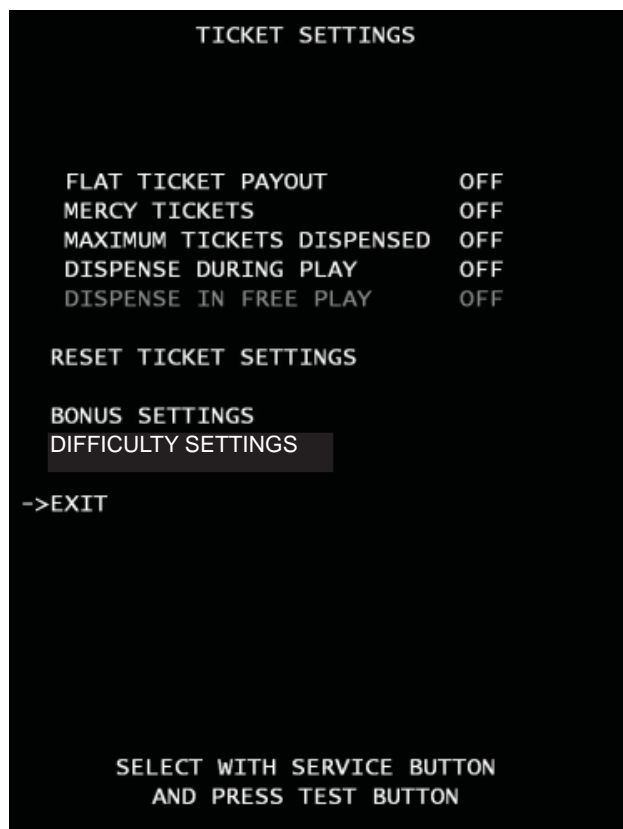 TICKET SETTINGS
FLAT TICKET PAYOUT OFF
MERCY TICKETS OFF
MAXIMUM TICKETS DISPENSED OFF
DISPENSE DURING PLAY OFF
DISPENSE IN FREE PLAY OFF
RESET TICKET SETTINGS
BONUS SETTINGS
DIFFICULTY SETTINGS
->EXIT
SELECT WITH SERVICE BUTTON
AND PRESS TEST BUTTON